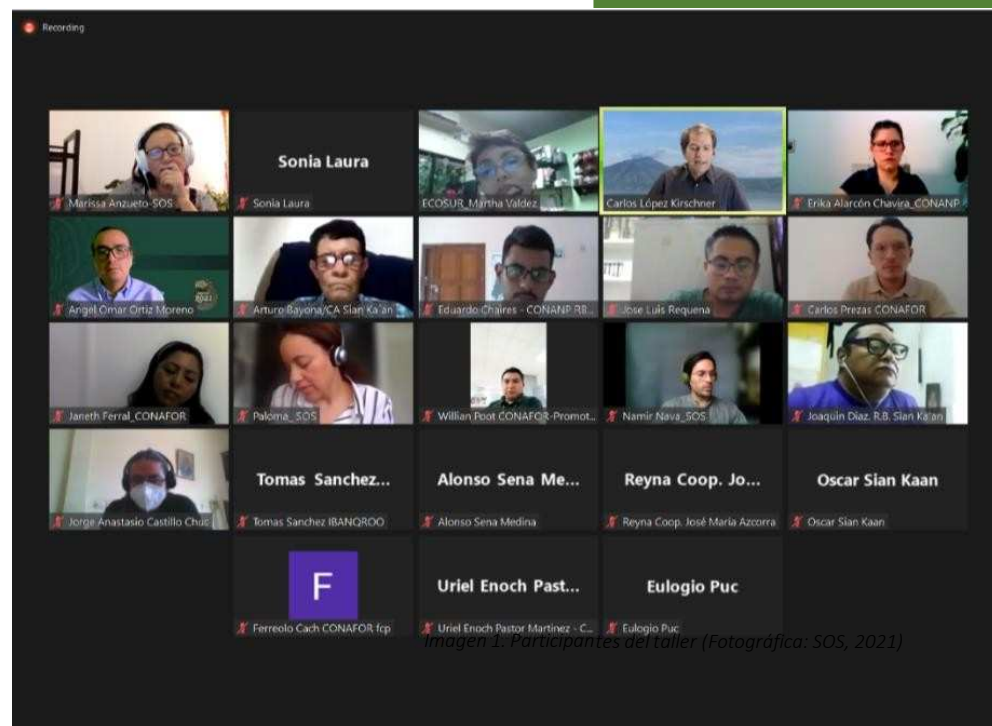 Recording
Marissa Anzueto-SOS
Sonia Laura
Sonia Laura
ECOSUR_Martha Valdez
Carlos López Kirschner
Erika Alarcón Chavira_CONANP
Angel Omar Ortiz Moreno
2021
Arturo Bayona/CA Sian Ka'an
Eduardo Chaires - CONANP RB...
Jose Luis Requena
Carlos Prezas CONAFOR
Janeth Ferral_CONAFOR
Paloma_ SOS
Willian Poot CONAFOR-Promot...
Namir Nava_SOS
Joaquin Diaz. R.B. Sian Ka'an
Jorge Anastasio Castillo Chuc
Tomas Sanchez...
Tomas Sanchez IBANQROO
Alonso Sena Me...
Alonso Sena Medina
Reyna Coop. Jo...
Reyna Coop. José María Azcorra
Oscar Sian Kaan
Oscar Sian Kaan
F
Ferreolo Cach CONAFOR fcp
Uriel Enoch Past...
Uriel Enoch Pastor Martinez - C...
Eulogio Puc
Eulogio Puc
Imagen 1. Participantes del taller (Fotográfica: SOS, 2021)